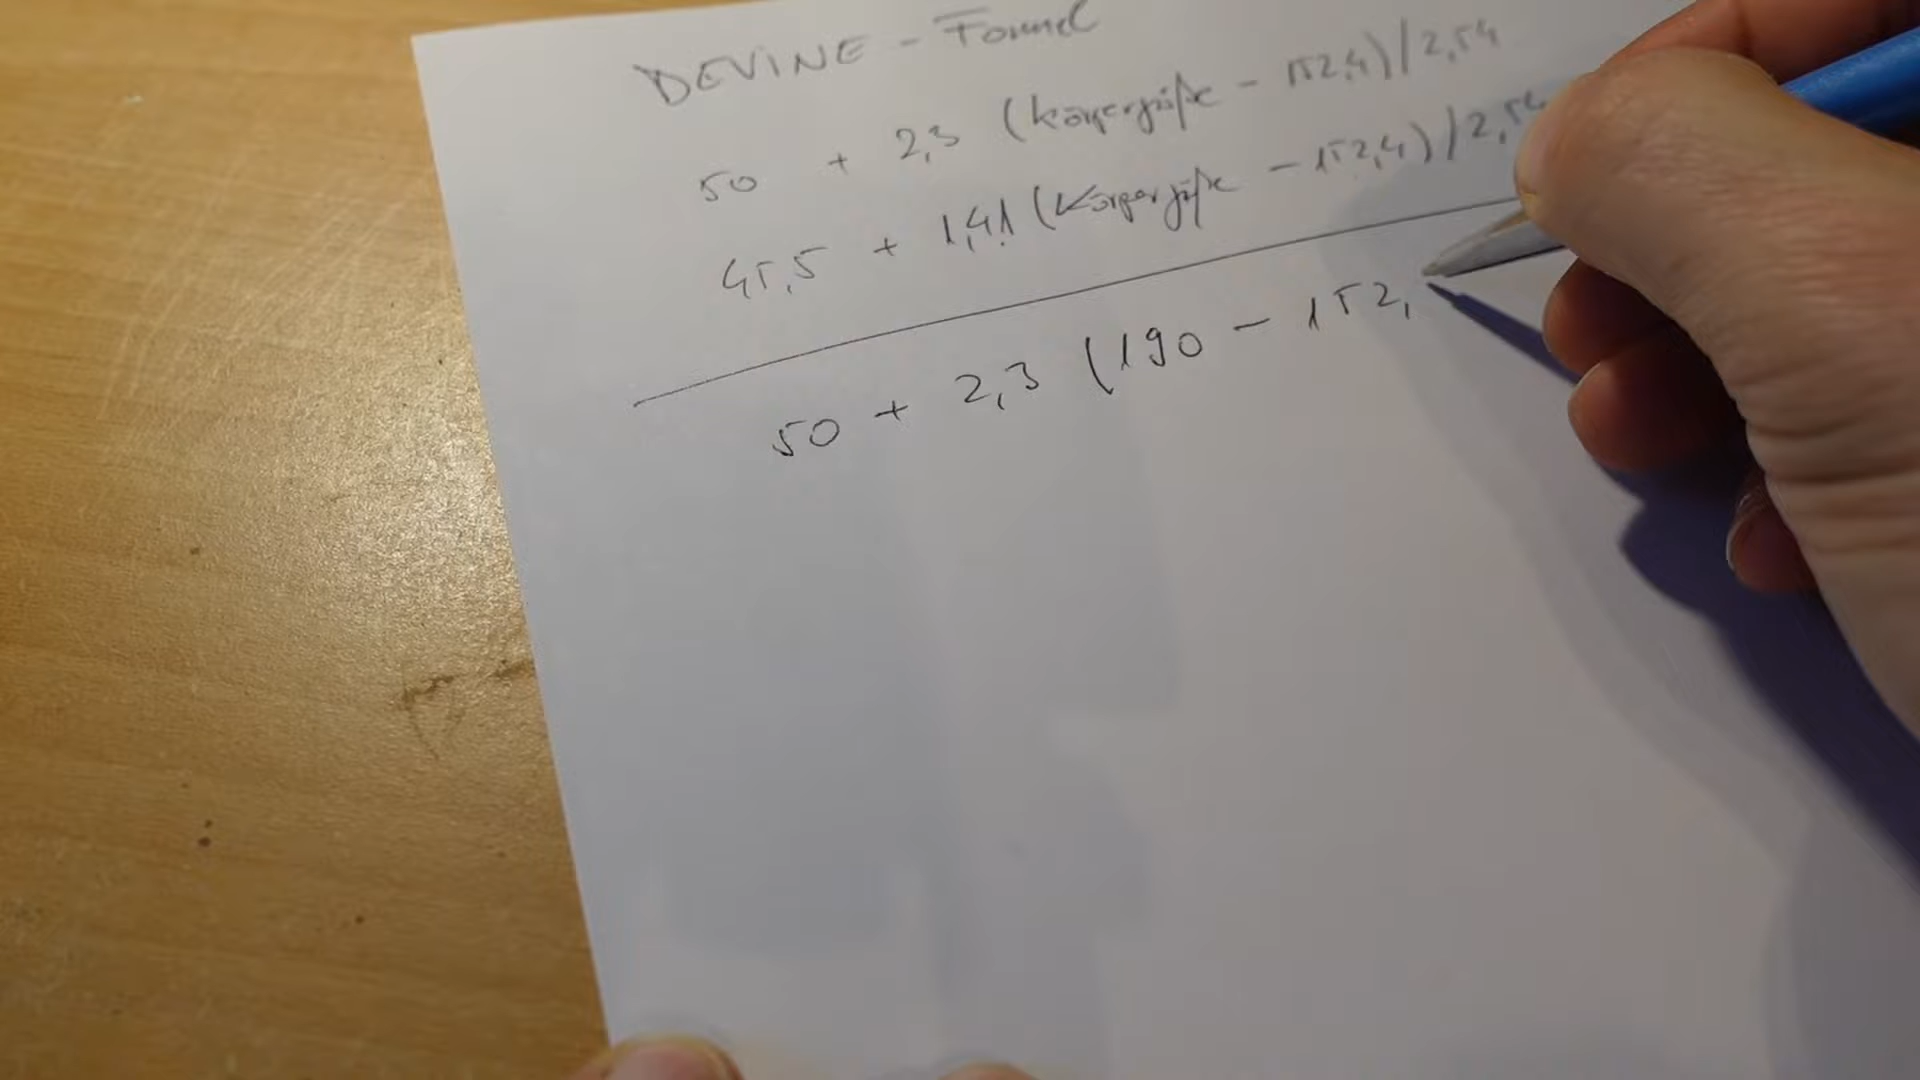 DEVINE - Formel
50 + 2,3 (Körpergröße - 152,4)/2,54
45,5 + 1,41 (Körpergröße - 152,4)/2,54
50 + 2,3 (190 - 152,